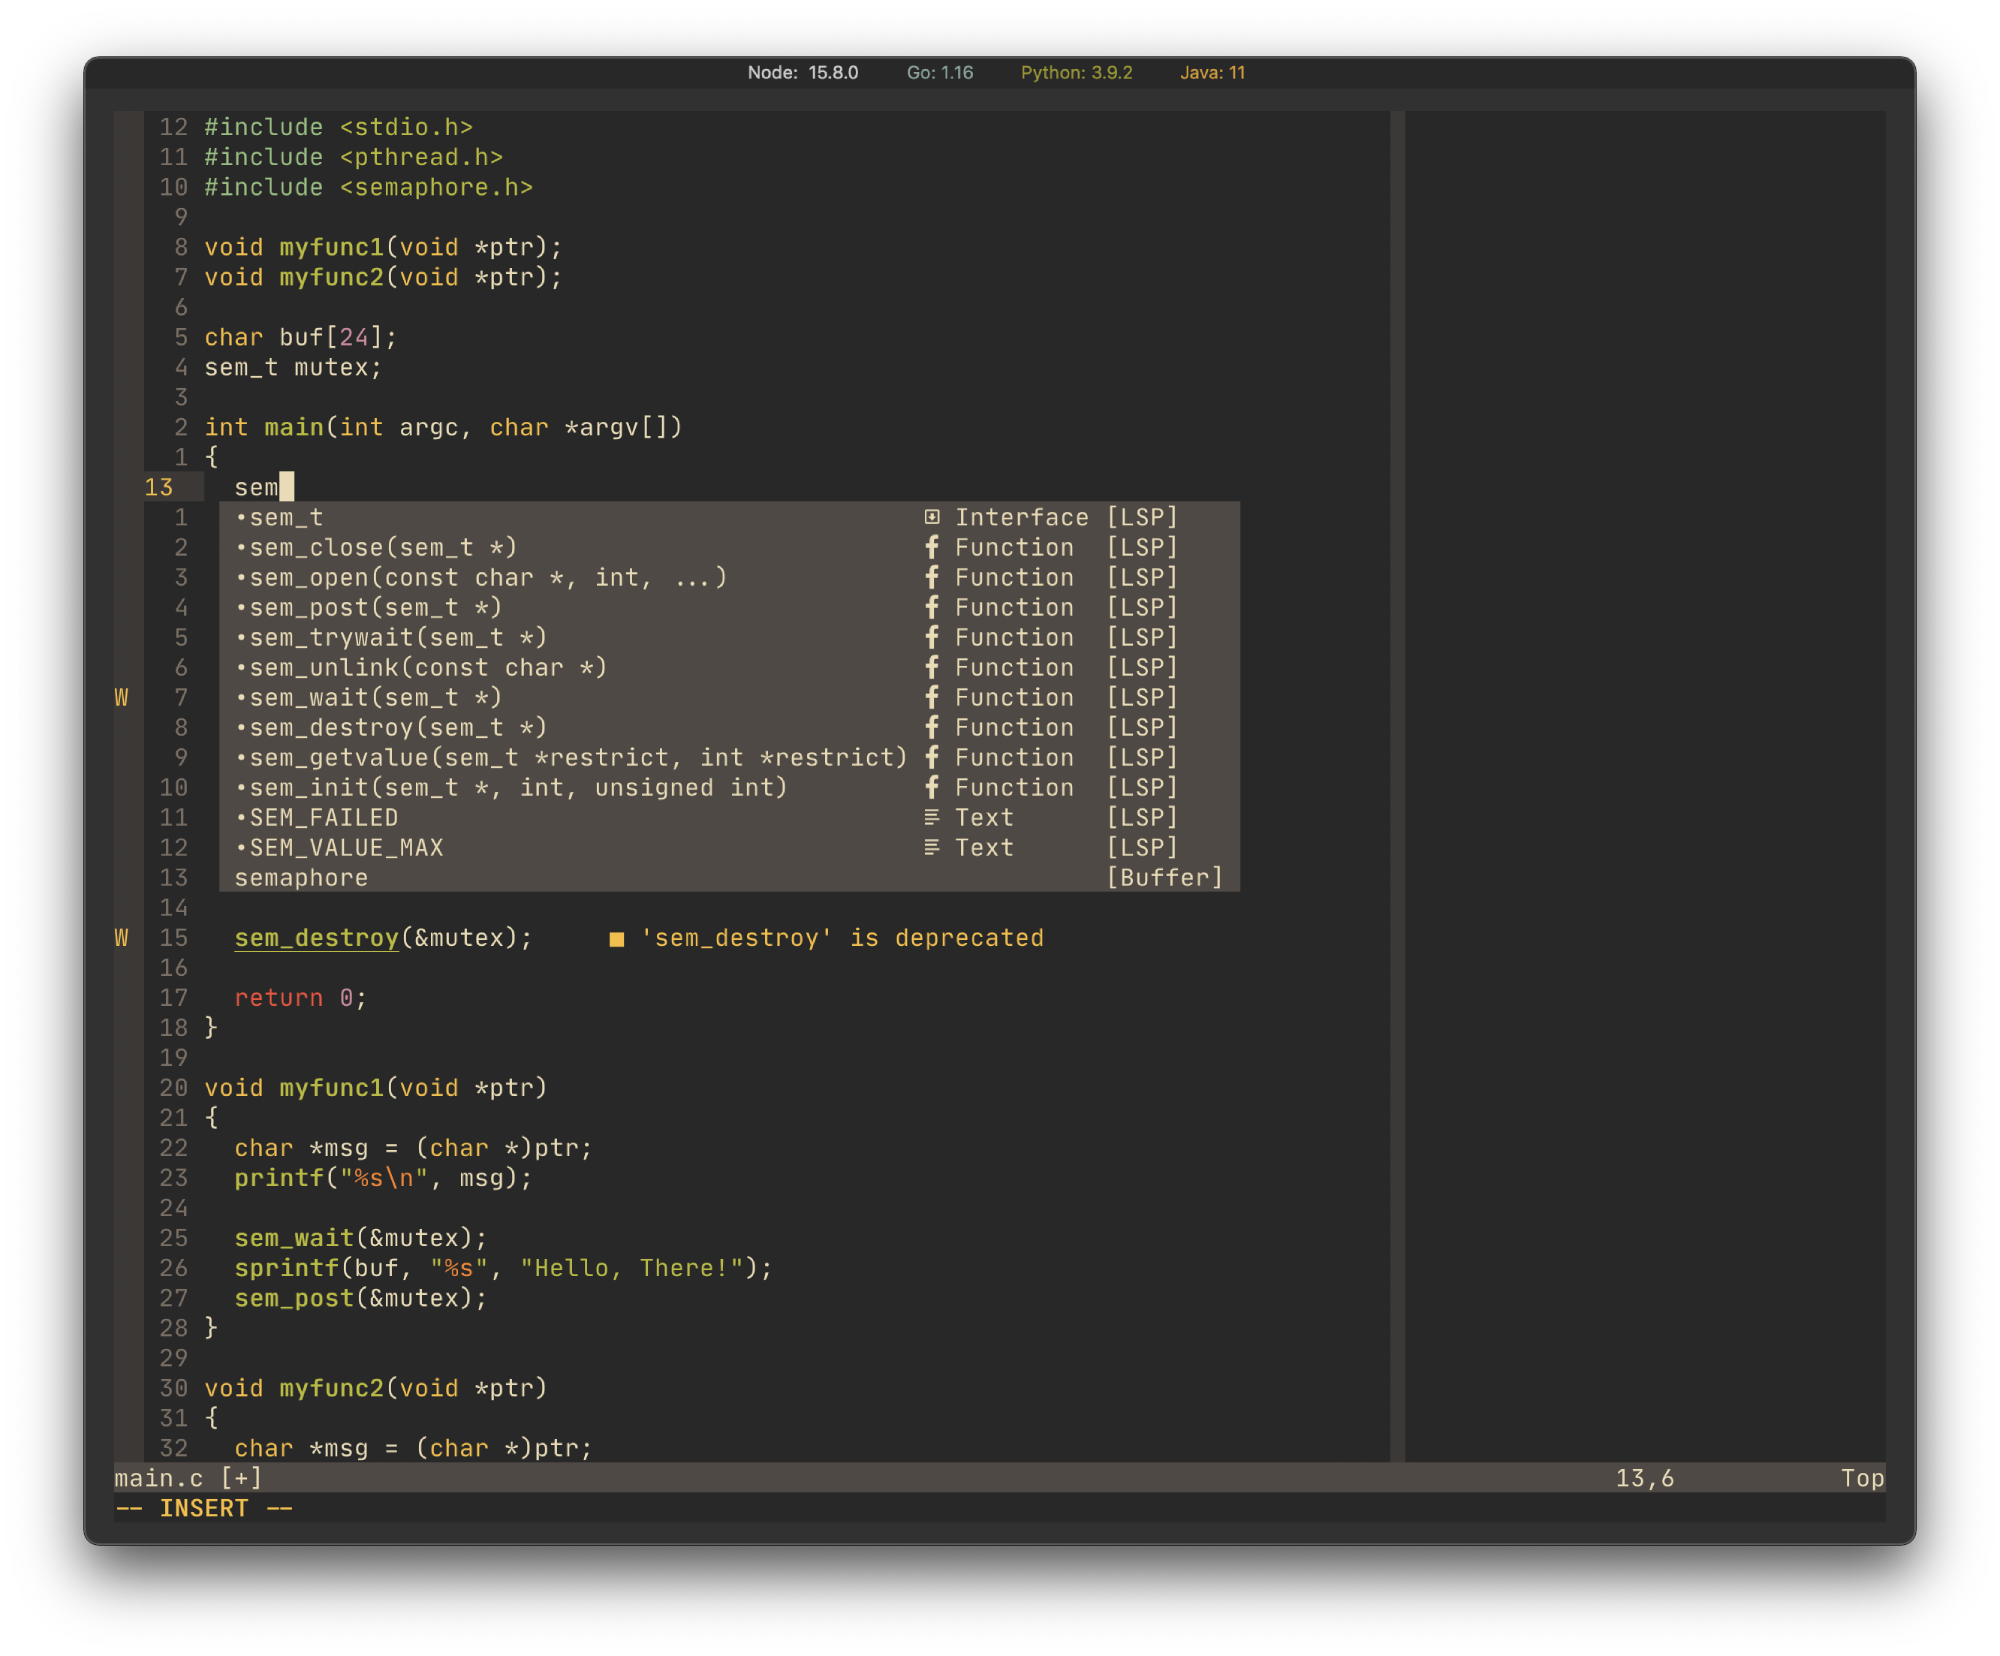 Node: 15.8.0 Go: 1.16 Python: 3.9.2 Java: 11
12 #include <stdio.h>
11 #include <pthread.h>
10 #include <semaphore.h>
9
8 void myfunc1(void *ptr);
7 void myfunc2(void *ptr);
6
5 char buf[24];
4 sem_t mutex;
3
2 int main(int argc, char *argv[])
1 {
13 sem
1 •sem_t Interface [LSP]
2 •sem_close(sem_t *) f Function [LSP]
3 •sem_open(const char *, int, ...) f Function [LSP]
4 •sem_post(sem_t *) f Function [LSP]
5 •sem_trywait(sem_t *) f Function [LSP]
6 •sem_unlink(const char *) f Function [LSP]
W 7 •sem_wait(sem_t *) f Function [LSP]
8 •sem_destroy(sem_t *) f Function [LSP]
9 •sem_getvalue(sem_t *restrict, int *restrict) f Function [LSP]
10 •sem_init(sem_t *, int, unsigned int) f Function [LSP]
11 •SEM_FAILED Text [LSP]
12 •SEM_VALUE_MAX Text [LSP]
13 semaphore [Buffer]
14
W 15 sem_destroy(&mutex); ■ 'sem_destroy' is deprecated
16
17 return 0;
18 }
19
20 void myfunc1(void *ptr)
21 {
22 char *msg = (char *)ptr;
23 printf("%s\n", msg);
24
25 sem_wait(&mutex);
26 sprintf(buf, "%s", "Hello, There!");
27 sem_post(&mutex);
28 }
29
30 void myfunc2(void *ptr)
31 {
32 char *msg = (char *)ptr;
main.c [+] 13,6 Top
-- INSERT --